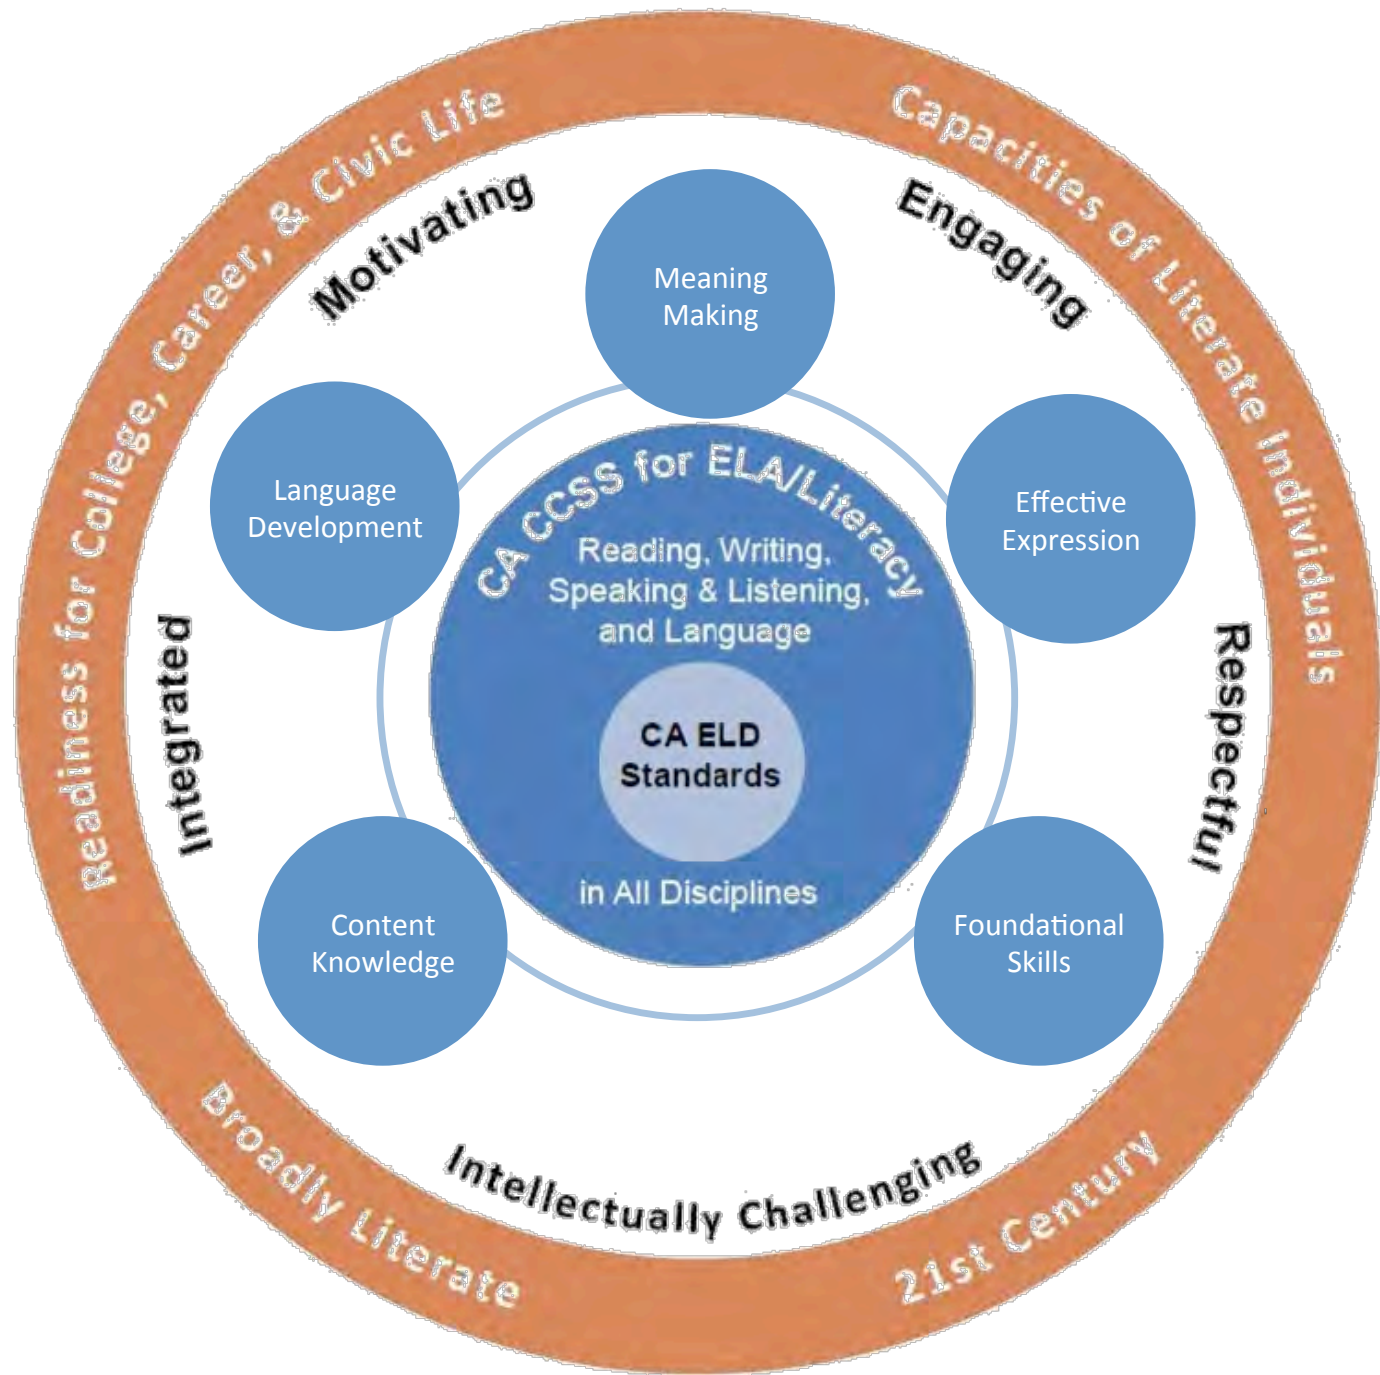 Readiness for College, Career, & Civic Life
Capacities of Literate Individuals
Motivating
Engaging
Meaning
Making
Language
Development
Effective
Expression
CA CCSS for ELA/Literacy
Reading, Writing,
Speaking & Listening,
and Language
CA ELD
Standards
in All Disciplines
Integrated
Respectful
Content
Knowledge
Foundational
Skills
Intellectually Challenging
Broadly Literate
21st Century